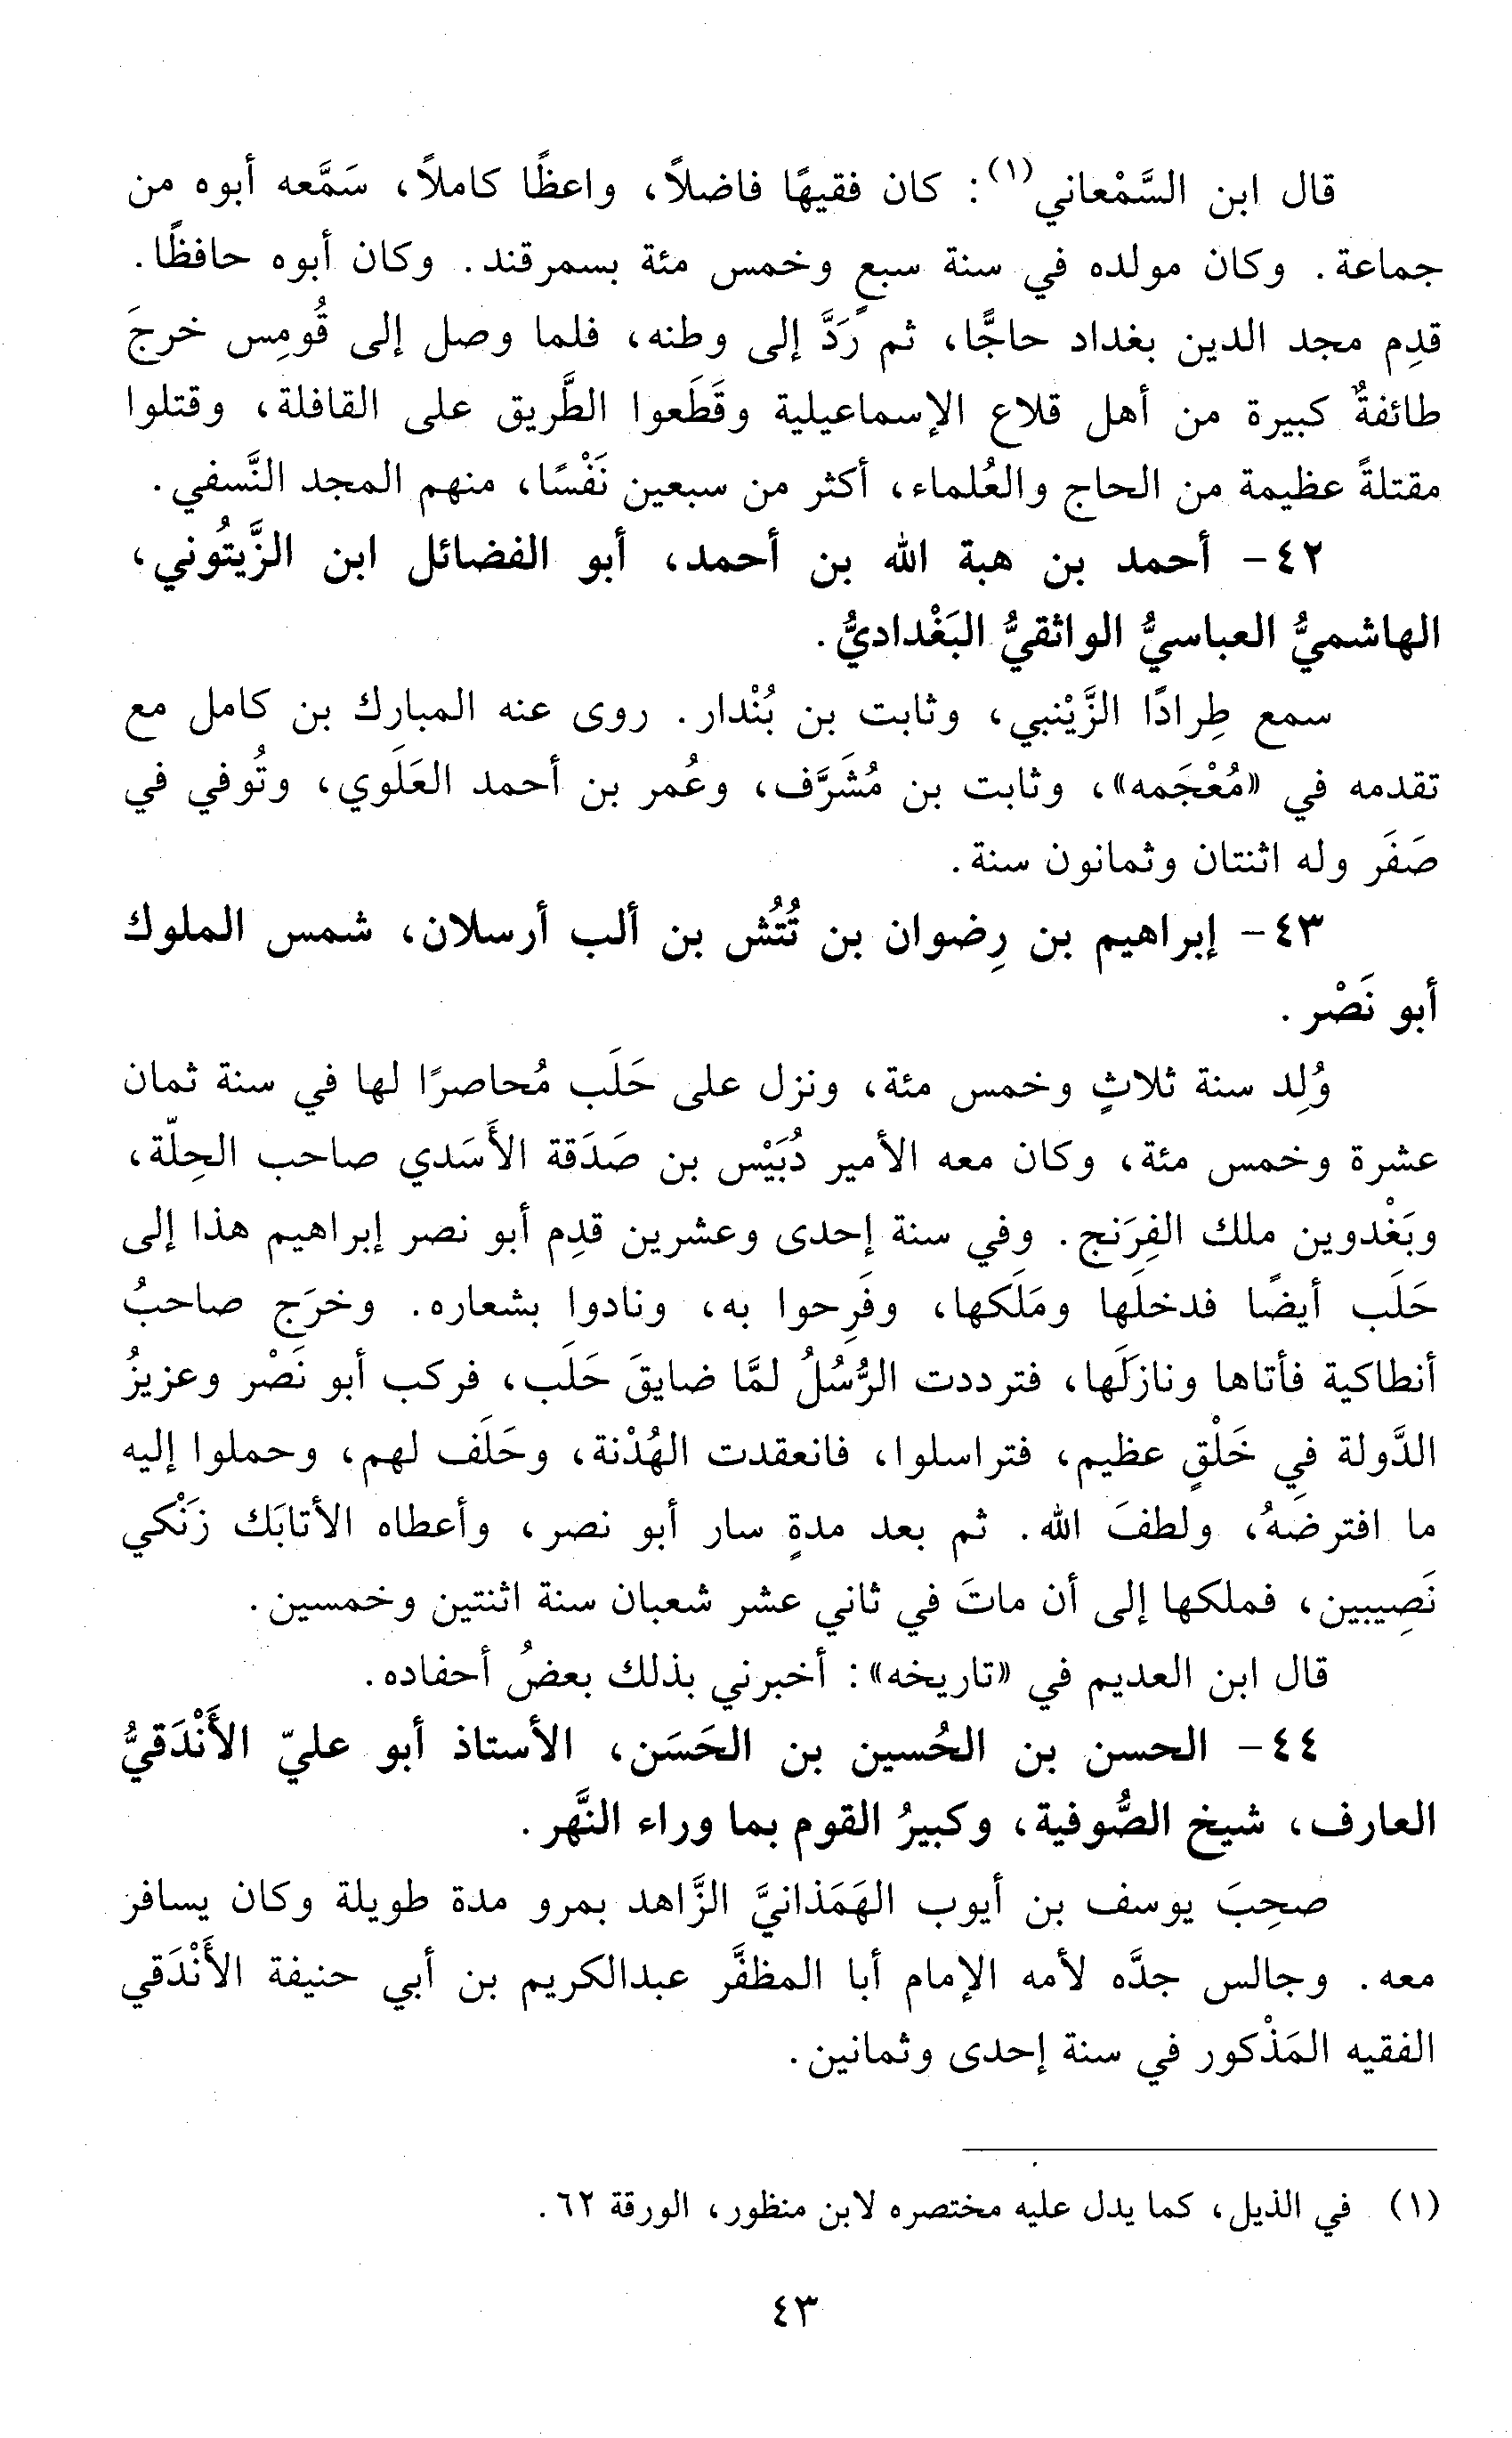 قال ابن السَّمْعاني(١): كان فقيهًا فاضلاً، واعظًا كاملاً، سَمَّعه أبوه من
جماعة. وكان مولده في سنة سبعٍ وخمس مئة بسمرقند. وكان أبوه حافظًا.
قدِم مجد الدين بغداد حاجًّا، ثم رَدَّ إلى وطنه، فلما وصل إلى قُومِس خرجَ
طائفةٌ كبيرة من أهل قلاع الإسماعيلية وقَطَعوا الطَّريق على القافلة، وقتلوا
مقتلةً عظيمة من الحاج والعُلماء، أكثر من سبعين نَفْسًا، منهم المجد النَّسفي.
٤٢- أحمد بن هبة الله بن أحمد، أبو الفضائل ابن الزَّيتُوني،
الهاشميُّ العباسيُّ الواثقيُّ البَغْداديُّ.
سمع طِرادًا الزَّيْنبي، وثابت بن بُنْدار. روى عنه المبارك بن كامل مع
تقدمه في «مُعْجَمه»، وثابت بن مُشَرَّف، وعُمر بن أحمد العَلَوي، وتُوفي في
صَفَر وله اثنتان وثمانون سنة.
٤٣- إبراهيم بن رِضوان بن تُتُش بن ألب أرسلان، شمس الملوك
أبو نَصْر.
وُلِد سنة ثلاثٍ وخمس مئة، ونزل على حَلَب مُحاصرًا لها في سنة ثمان
عشرة وخمس مئة، وكان معه الأمير دُبَيْس بن صَدَقة الأَسَدي صاحب الحِلّة،
وبَغْدوين ملك الفِرَنج. وفي سنة إحدى وعشرين قدِم أبو نصر إبراهيم هذا إلى
حَلَب أيضًا فدخلَها ومَلَكها، وفَرِحوا به، ونادوا بشعاره. وخرَج صاحبُ
أنطاكية فأتاها ونازلَها، فترددت الرُّسُلُ لمَّا ضايقَ حَلَب، فركب أبو نَصْر وعزيزُ
الدَّولة في خَلْقٍ عظيم، فتراسلوا، فانعقدت الهُدْنة، وحَلَف لهم، وحملوا إليه
ما افترضهُ، ولطفَ الله. ثم بعد مدةٍ سار أبو نصر، وأعطاه الأتابَك زَنْكي
نَصِيبين، فملكها إلى أن ماتَ في ثاني عشر شعبان سنة اثنتين وخمسين.
قال ابن العديم في «تاريخه»: أخبرني بذلك بعضُ أحفاده.
٤٤- الحسن بن الحُسين بن الحَسَن، الأستاذ أبو عليّ الأَنْدَقيُّ
العارف، شيخ الصُّوفية، وكبيرُ القوم بما وراء النَّهر.
صحِبَ يوسف بن أيوب الهَمَذانيَّ الزَّاهد بمرو مدة طويلة وكان يسافر
معه. وجالس جدَّه لأمه الإمام أبا المظفَّر عبدالكريم بن أبي حنيفة الأَنْدَقي
الفقيه المَذْكور في سنة إحدى وثمانين.
(١) في الذيل، كما يدل عليه مختصره لابن منظور، الورقة ٦٢.
٤٣